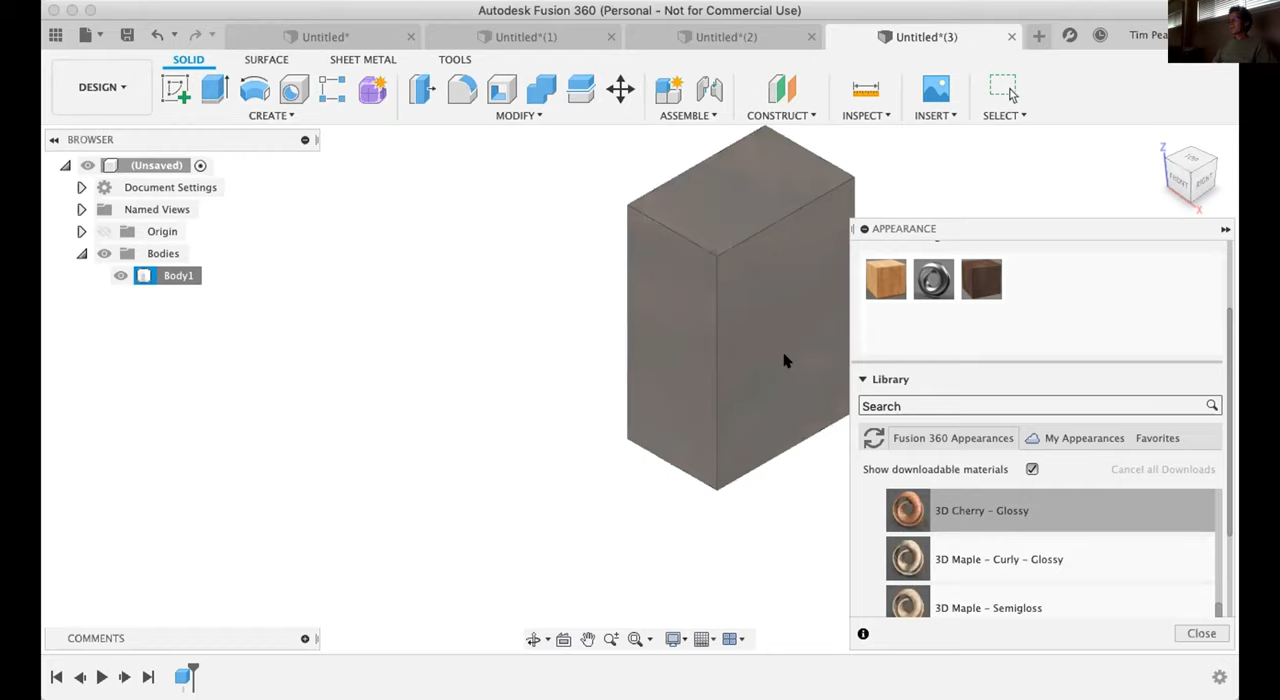 Autodesk Fusion 360 (Personal - Not for Commercial Use)
Untitled*
Untitled*(1)
Untitled*(2)
Untitled*(3)
Tim Pea
SOLID
SURFACE
SHEET METAL
TOOLS
DESIGN
CREATE
MODIFY
ASSEMBLE
CONSTRUCT
INSPECT
INSERT
SELECT
BROWSER
(Unsaved)
Document Settings
Named Views
Origin
Bodies
Body1
Z
TOP
FRONT
RIGHT
X
APPEARANCE
Library
Search
Fusion 360 Appearances
My Appearances
Favorites
Show downloadable materials
Cancel all Downloads
3D Cherry - Glossy
3D Maple - Curly - Glossy
3D Maple - Semigloss
Close
COMMENTS